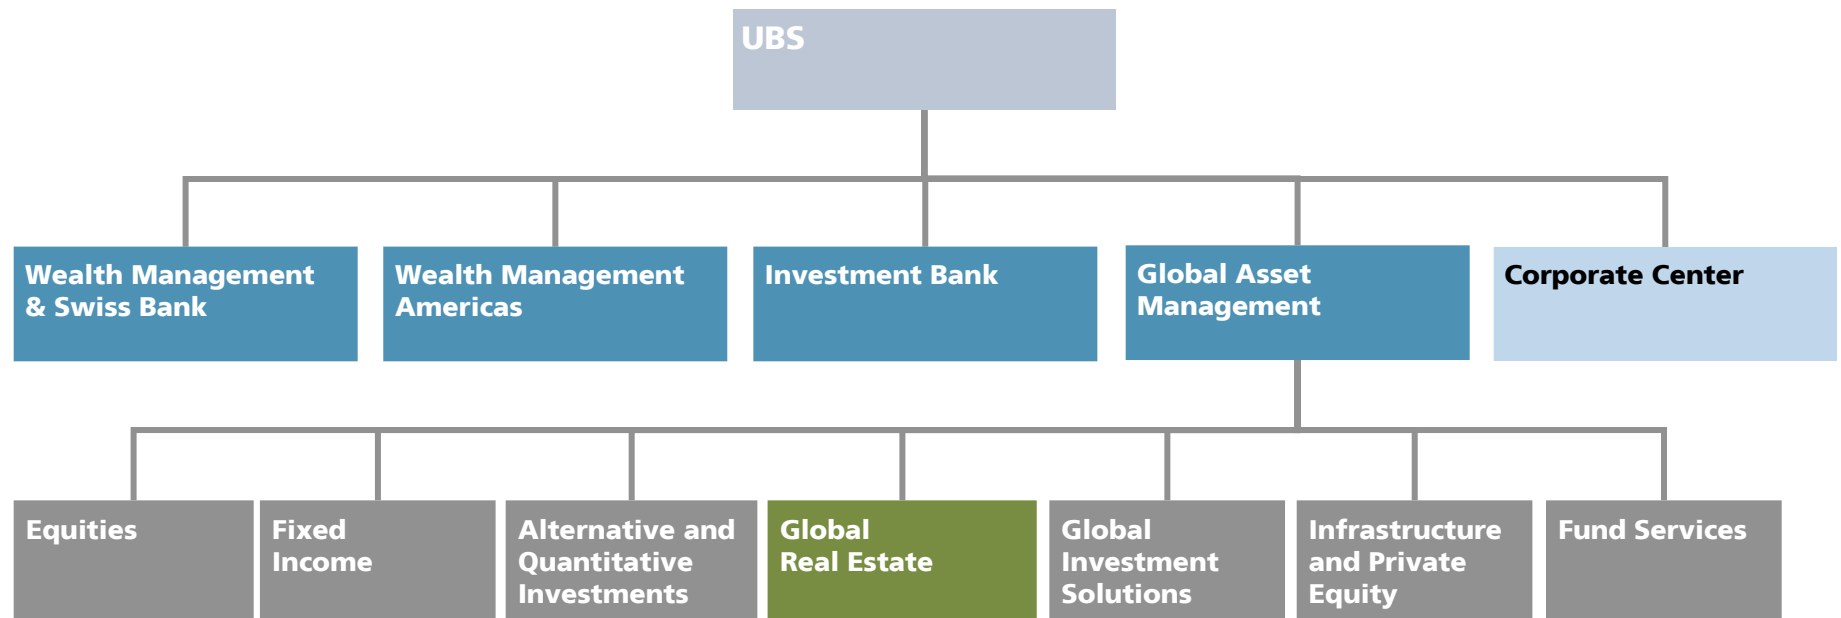 UBS
Wealth Management
& Swiss Bank
Wealth Management
Americas
Investment Bank
Global Asset
Management
Corporate Center
Equities
Fixed
Income
Alternative and
Quantitative
Investments
Global
Real Estate
Global
Investment
Solutions
Infrastructure
and Private
Equity
Fund Services